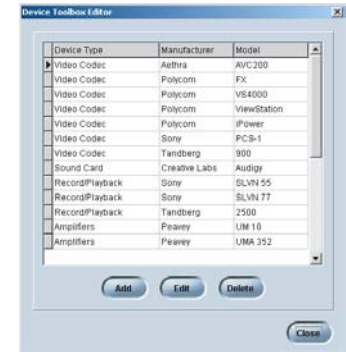 Device Toolbox Editor
Device Type Manufacturer Model
Video Codec Aethra AVC200
Video Codec Polycom FX
Video Codec Polycom VS4000
Video Codec Polycom ViewStation
Video Codec Polycom iPower
Video Codec Sony PCS-1
Video Codec Tandberg 900
Sound Card Creative Labs Audigy
Record/Playback Sony SLVN 55
Record/Playback Sony SLVN 77
Record/Playback Tandberg 2500
Amplifiers Peavey UM 10
Amplifiers Peavey UMA 352
Add Edit Delete
Close